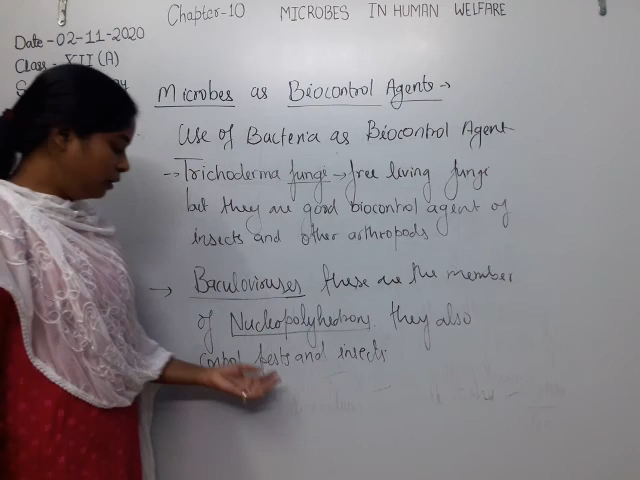 Chapter-10 MICROBES IN HUMAN WELFARE
Date - 02-11-2020
Class - XII (A)
Microbes as Biocontrol Agents →
Use of Bacteria as Biocontrol Agent
→ Trichoderma fungi → free living fungi
but they are good biocontrol agent of
insects and other arthropods
→ Baculoviruses these are the member
of Nucleopolyhedrons. they also
control pests and insects.